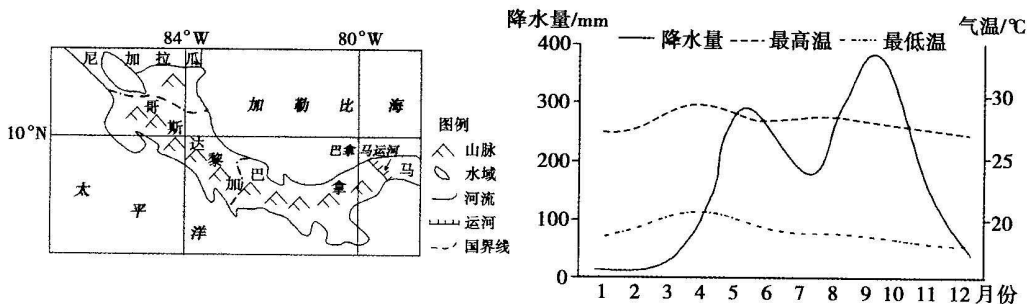 84°W 80°W
尼 加 拉 瓜
哥 斯 达 黎 加
加 勒 比 海
10°N
巴拿马运河
巴 拿 马
太 平 洋
图例
山脉
水域
河流
运河
国界线
降水量/mm 气温/℃
降水量 最高温 最低温
400
300
200
100
0
30
25
20
1 2 3 4 5 6 7 8 9 10 11 12 月份